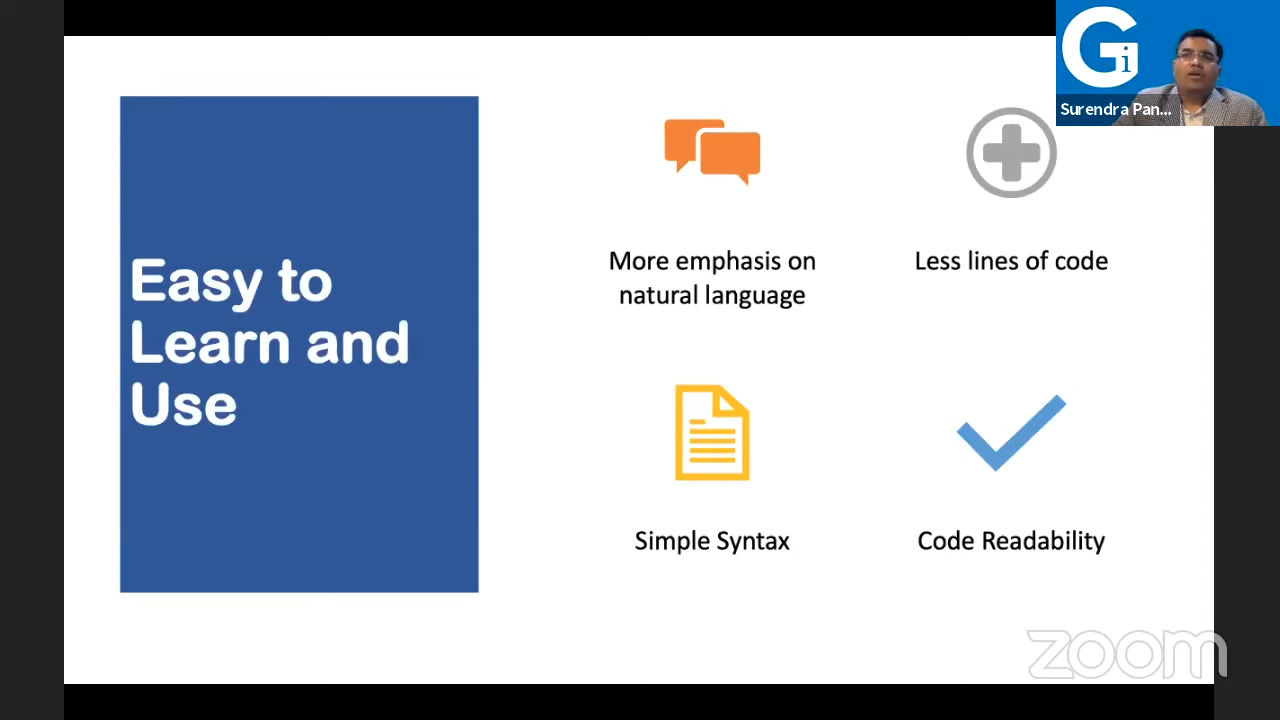 Gi
Surendra Pan...
Easy to
Learn and
Use
More emphasis on
natural language
Less lines of code
Simple Syntax
Code Readability
zoom